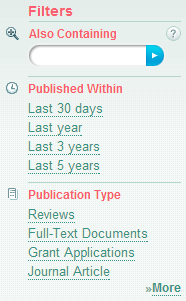 Filters
Also Containing
?
Published Within
Last 30 days
Last year
Last 3 years
Last 5 years
Publication Type
Reviews
Full-Text Documents
Grant Applications
Journal Article
»More